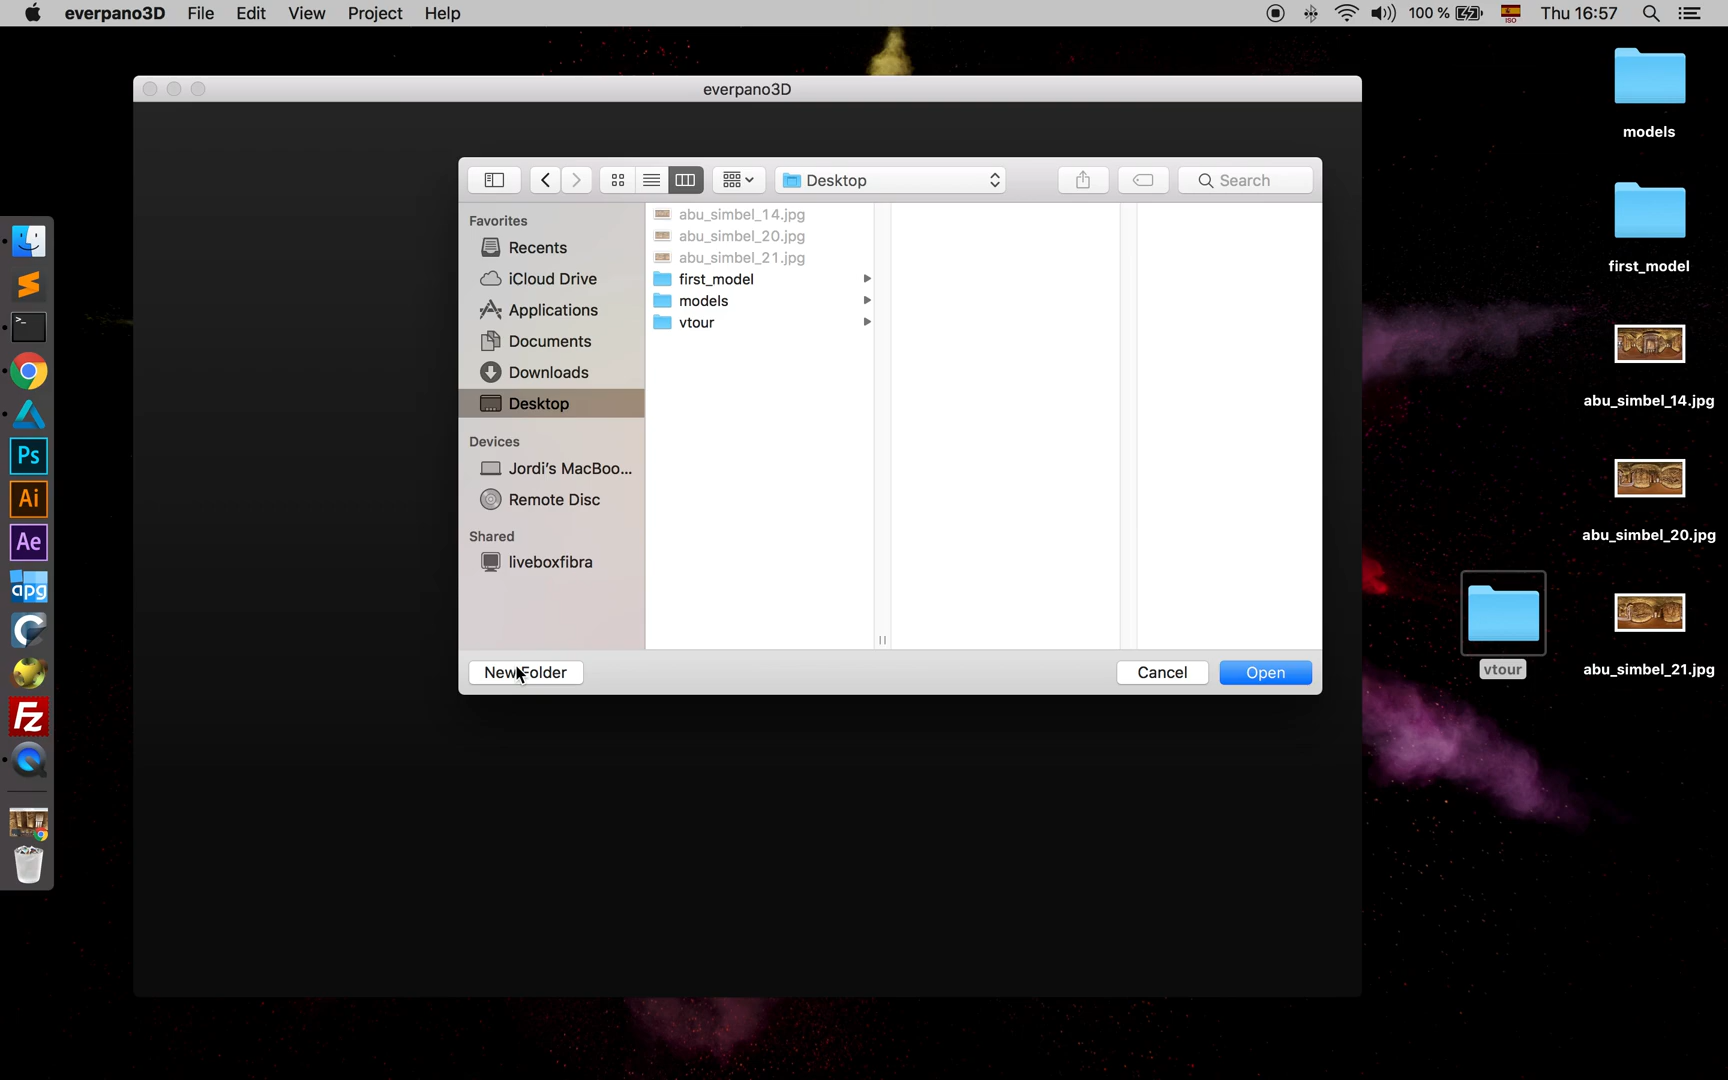 everpano3D File Edit View Project Help
100 % ISO Thu 16:57
everpano3D
Desktop
Search
Favorites
Recents
iCloud Drive
Applications
Documents
Downloads
Desktop
Devices
Jordi's MacBoo...
Remote Disc
Shared
liveboxfibra
abu_simbel_14.jpg
abu_simbel_20.jpg
abu_simbel_21.jpg
first_model
models
vtour
New Folder
Cancel
Open
models
first_model
abu_simbel_14.jpg
abu_simbel_20.jpg
vtour
abu_simbel_21.jpg
>_
Ps
Ai
Ae
apg
Fz